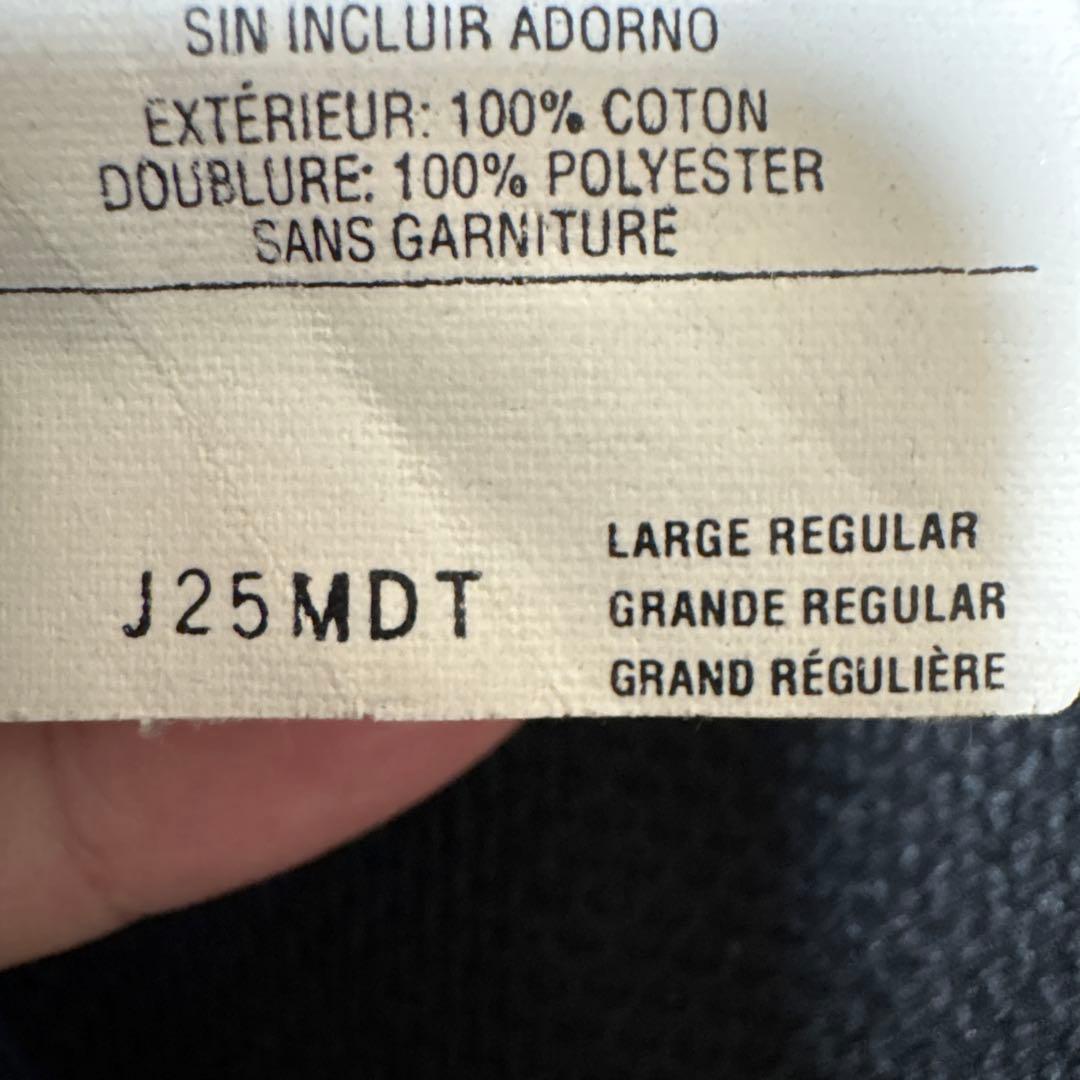 SIN INCLUIR ADORNO
EXTÉRIEUR: 100% COTON
DOUBLURE: 100% POLYESTER
SANS GARNITURE
LARGE REGULAR
J25MDT
GRANDE REGULAR
GRAND RÉGULIÈRE